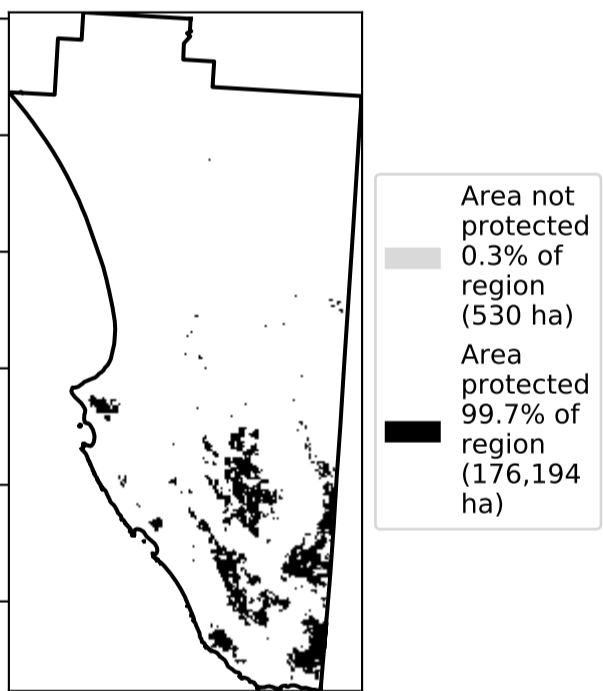 Area not
protected
0.3% of
region
(530 ha)
Area
protected
99.7% of
region
(176,194
ha)